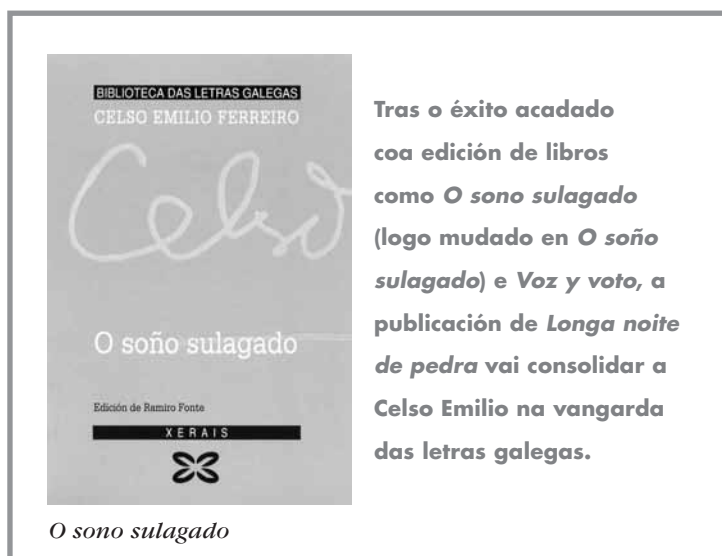 BIBLIOTECA DAS LETRAS GALEGAS
CELSO EMILIO FERREIRO
Celso
O soño sulagado
Edición de Ramiro Fonte
XERAIS
O sono sulagado
Tras o éxito acadado
coa edición de libros
como O sono sulagado
(logo mudado en O soño
sulagado) e Voz y voto, a
publicación de Longa noite
de pedra vai consolidar a
Celso Emilio na vangarda
das letras galegas.